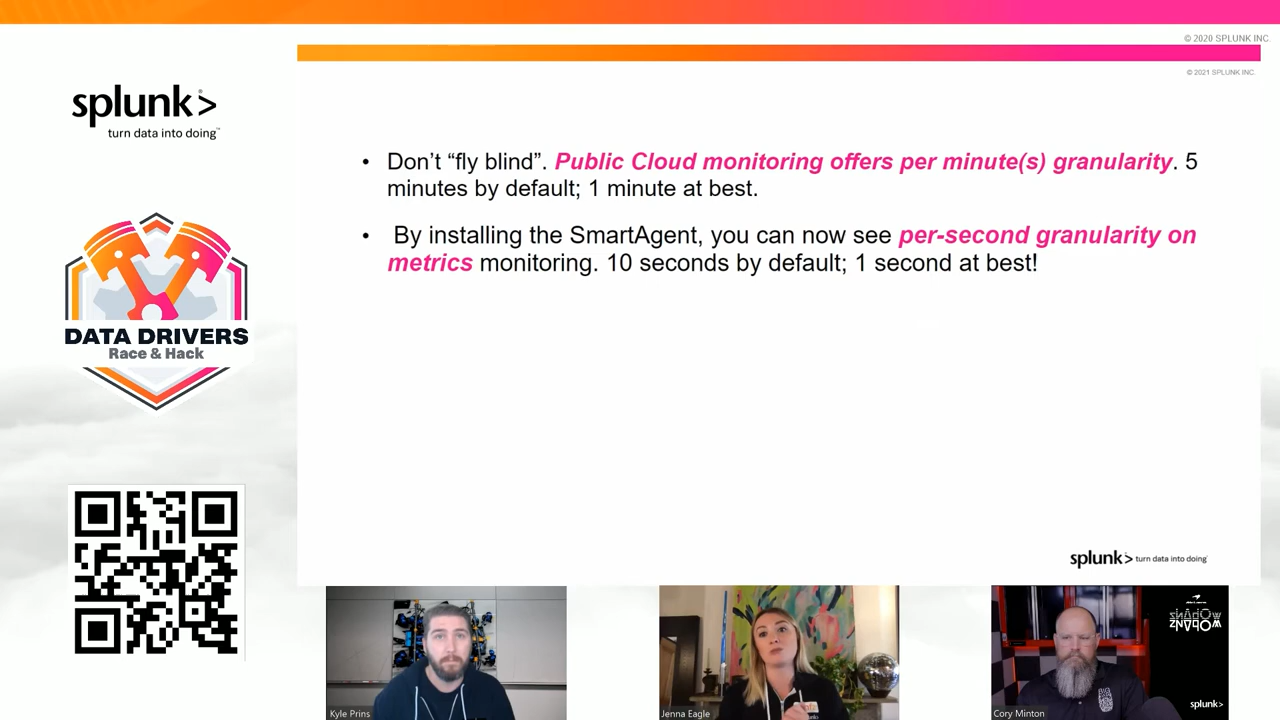 © 2020 SPLUNK INC.
© 2021 SPLUNK INC.
splunk>
turn data into doing™
• Don’t “fly blind”. Public Cloud monitoring offers per minute(s) granularity. 5
minutes by default; 1 minute at best.
• By installing the SmartAgent, you can now see per-second granularity on
metrics monitoring. 10 seconds by default; 1 second at best!
DATA DRIVERS
Race & Hack
splunk> turn data into doing
Kyle Prins
Jenna Eagle
Cory Minton
splunk>